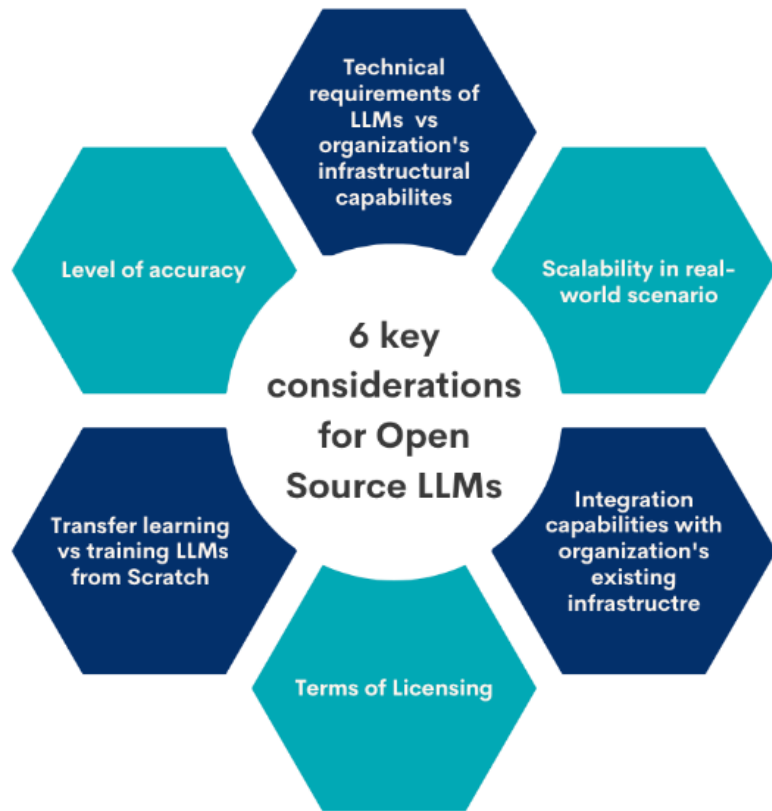 Technical
requirements of
LLMs vs
organization's
infrastructural
capabilites
Level of accuracy
Scalability in real-
world scenario
6 key
considerations
for Open
Source LLMs
Transfer learning
vs training LLMs
from Scratch
Integration
capabilities with
organization's
existing
infrastructre
Terms of Licensing